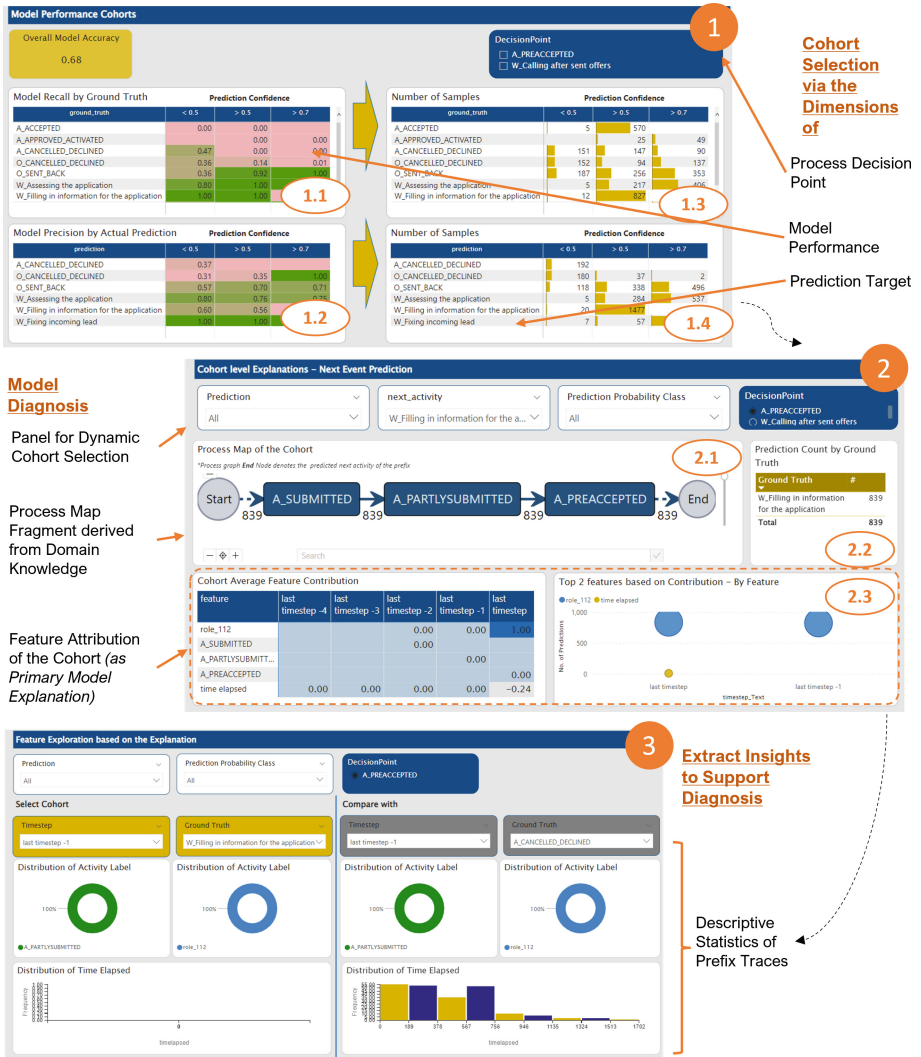 Model Performance Cohorts
1
Overall Model Accuracy
0.68
DecisionPoint
A_PREACCEPTED
W_Calling after sent offers
Cohort
Selection
via the
Dimensions
of
Process Decision
Point
Model
Performance
Prediction Target
Model Recall by Ground Truth
Prediction Confidence
ground_truth < 0.5 > 0.5 > 0.7
A_ACCEPTED 0.00 0.00
A_APPROVED_ACTIVATED 0.00 0.00
A_CANCELLED_DECLINED 0.47 0.00 0.00
O_CANCELLED_DECLINED 0.36 0.14 0.01
O_SENT_BACK 0.36 0.92 1.00
W_Assessing the application 0.80 1.00
W_Filling in information for the application 1.00 1.00
1.1
Number of Samples
Prediction Confidence
ground_truth < 0.5 > 0.5 > 0.7
A_ACCEPTED 5 570
A_APPROVED_ACTIVATED 25 49
A_CANCELLED_DECLINED 151 147 90
O_CANCELLED_DECLINED 152 94 137
O_SENT_BACK 187 256 353
W_Assessing the application 5 217 406
W_Filling in information for the application 12 827
1.3
Model Precision by Actual Prediction
Prediction Confidence
prediction < 0.5 > 0.5 > 0.7
A_CANCELLED_DECLINED 0.37
O_CANCELLED_DECLINED 0.31 0.35 1.00
O_SENT_BACK 0.57 0.70 0.71
W_Assessing the application 0.80 0.76 0.75
W_Filling in information for the application 0.60 0.56
W_Fixing incoming lead 1.00 1.00
1.2
Number of Samples
Prediction Confidence
prediction < 0.5 > 0.5 > 0.7
A_CANCELLED_DECLINED 192
O_CANCELLED_DECLINED 180 37 2
O_SENT_BACK 118 338 496
W_Assessing the application 5 284 537
W_Filling in information for the application 20 1477
W_Fixing incoming lead 7 57
1.4
Model
Diagnosis
Panel for Dynamic
Cohort Selection
Process Map
Fragment derived
from Domain
Knowledge
Feature Attribution
of the Cohort (as
Primary Model
Explanation)
Cohort level Explanations – Next Event Prediction
2
Prediction
All
next_activity
W_Filling in information for the a...
Prediction Probability Class
All
DecisionPoint
A_PREACCEPTED
W_Calling after sent offers
Process Map of the Cohort
*Process graph End Node denotes the predicted next activity of the prefix
2.1
Start
839
A_SUBMITTED
839
A_PARTLYSUBMITTED
839
A_PREACCEPTED
839
End
Search
Prediction Count by Ground
Truth
Ground Truth #
W_Filling in information 839
for the application
Total 839
2.2
Cohort Average Feature Contribution
feature last timestep -4 last timestep -3 last timestep -2 last timestep -1 last timestep
role_112 0.00 0.00 1.00
A_SUBMITTED 0.00
A_PARTLYSUBMITT... 0.00
A_PREACCEPTED 0.00
time elapsed 0.00 0.00 0.00 0.00 −0.24
Top 2 features based on Contribution – By Feature
2.3
role_112 time elapsed
No. of Predictions
1,000
500
0
last timestep last timestep -1
timestep_Text
Feature Exploration based on the Explanation
3
Extract Insights
to Support
Diagnosis
Descriptive
Statistics of
Prefix Traces
Prediction
All
Prediction Probability Class
All
DecisionPoint
A_PREACCEPTED
Select Cohort
Timestep
last timestep -1
Ground Truth
W_Filling in information for the application
Compare with
Timestep
last timestep -1
Ground Truth
A_CANCELLED_DECLINED
Distribution of Activity Label
100%
A_PARTLYSUBMITTED
Distribution of Activity Label
100%
role_112
Distribution of Activity Label
100%
A_PARTLYSUBMITTED
Distribution of Activity Label
100%
role_112
Distribution of Time Elapsed
Frequency
1.00
0.00
0
timelapsed
Distribution of Time Elapsed
Frequency
0.00
0 189 378 567 756 946 1135 1324 1513 1702
timelapsed